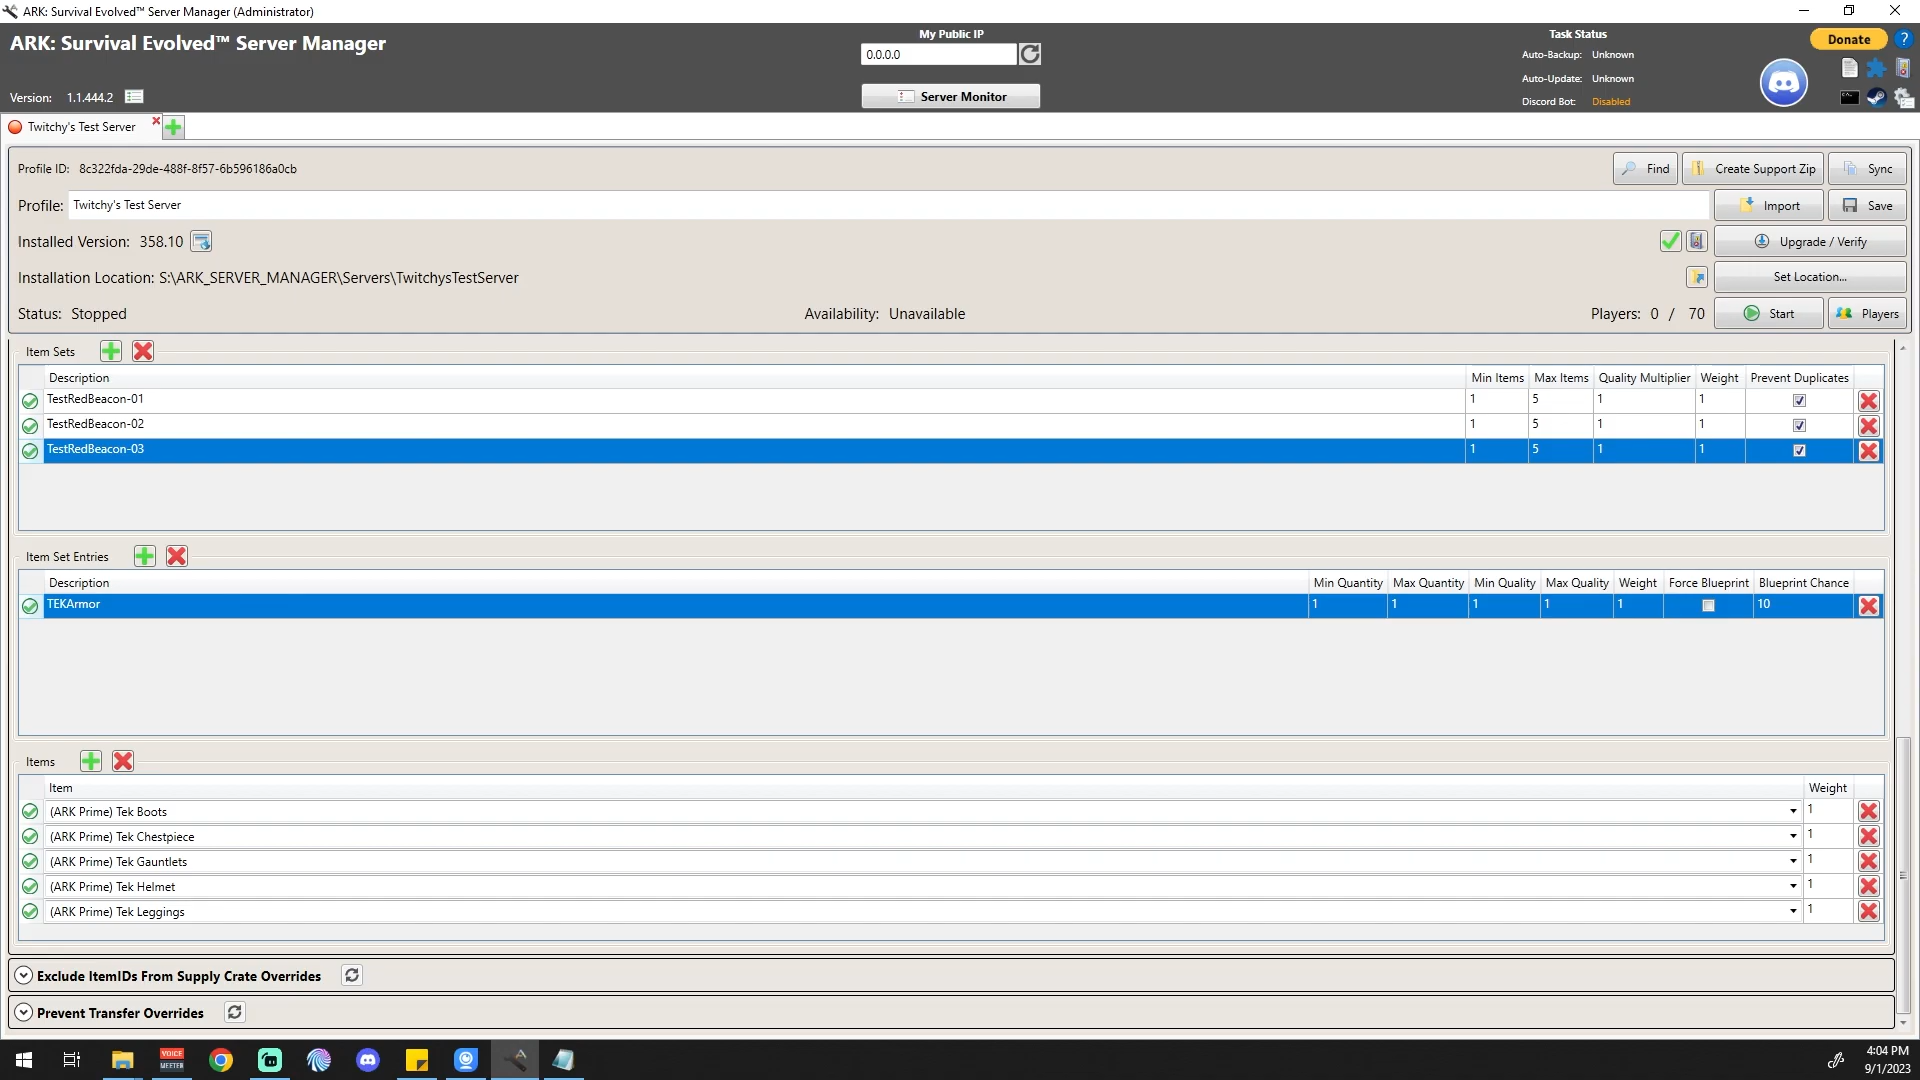 ARK: Survival Evolved™ Server Manager (Administrator)
ARK: Survival Evolved™ Server Manager
My Public IP
0.0.0.0
Server Monitor
Task Status
Auto-Backup: Unknown
Auto-Update: Unknown
Discord Bot: Disabled
Donate
?
Version: 1.1.444.2
Twitchy's Test Server
Profile ID: 8c322fda-29de-488f-8f57-6b596186a0cb
Find
Create Support Zip
Sync
Profile: Twitchy's Test Server
Import
Save
Installed Version: 358.10
Upgrade / Verify
Installation Location: S:\ARK_SERVER_MANAGER\Servers\TwitchysTestServer
Set Location...
Status: Stopped
Availability: Unavailable
Players: 0 / 70
Start
Players
Item Sets
Description Min Items Max Items Quality Multiplier Weight Prevent Duplicates
TestRedBeacon-01 1 5 1 1
TestRedBeacon-02 1 5 1 1
TestRedBeacon-03 1 5 1 1
Item Set Entries
Description Min Quantity Max Quantity Min Quality Max Quality Weight Force Blueprint Blueprint Chance
TEKArmor 1 1 1 1 1 10
Items
Item Weight
(ARK Prime) Tek Boots 1
(ARK Prime) Tek Chestpiece 1
(ARK Prime) Tek Gauntlets 1
(ARK Prime) Tek Helmet 1
(ARK Prime) Tek Leggings 1
Exclude ItemIDs From Supply Crate Overrides
Prevent Transfer Overrides
VOICE
MEETER
4:04 PM
9/1/2023